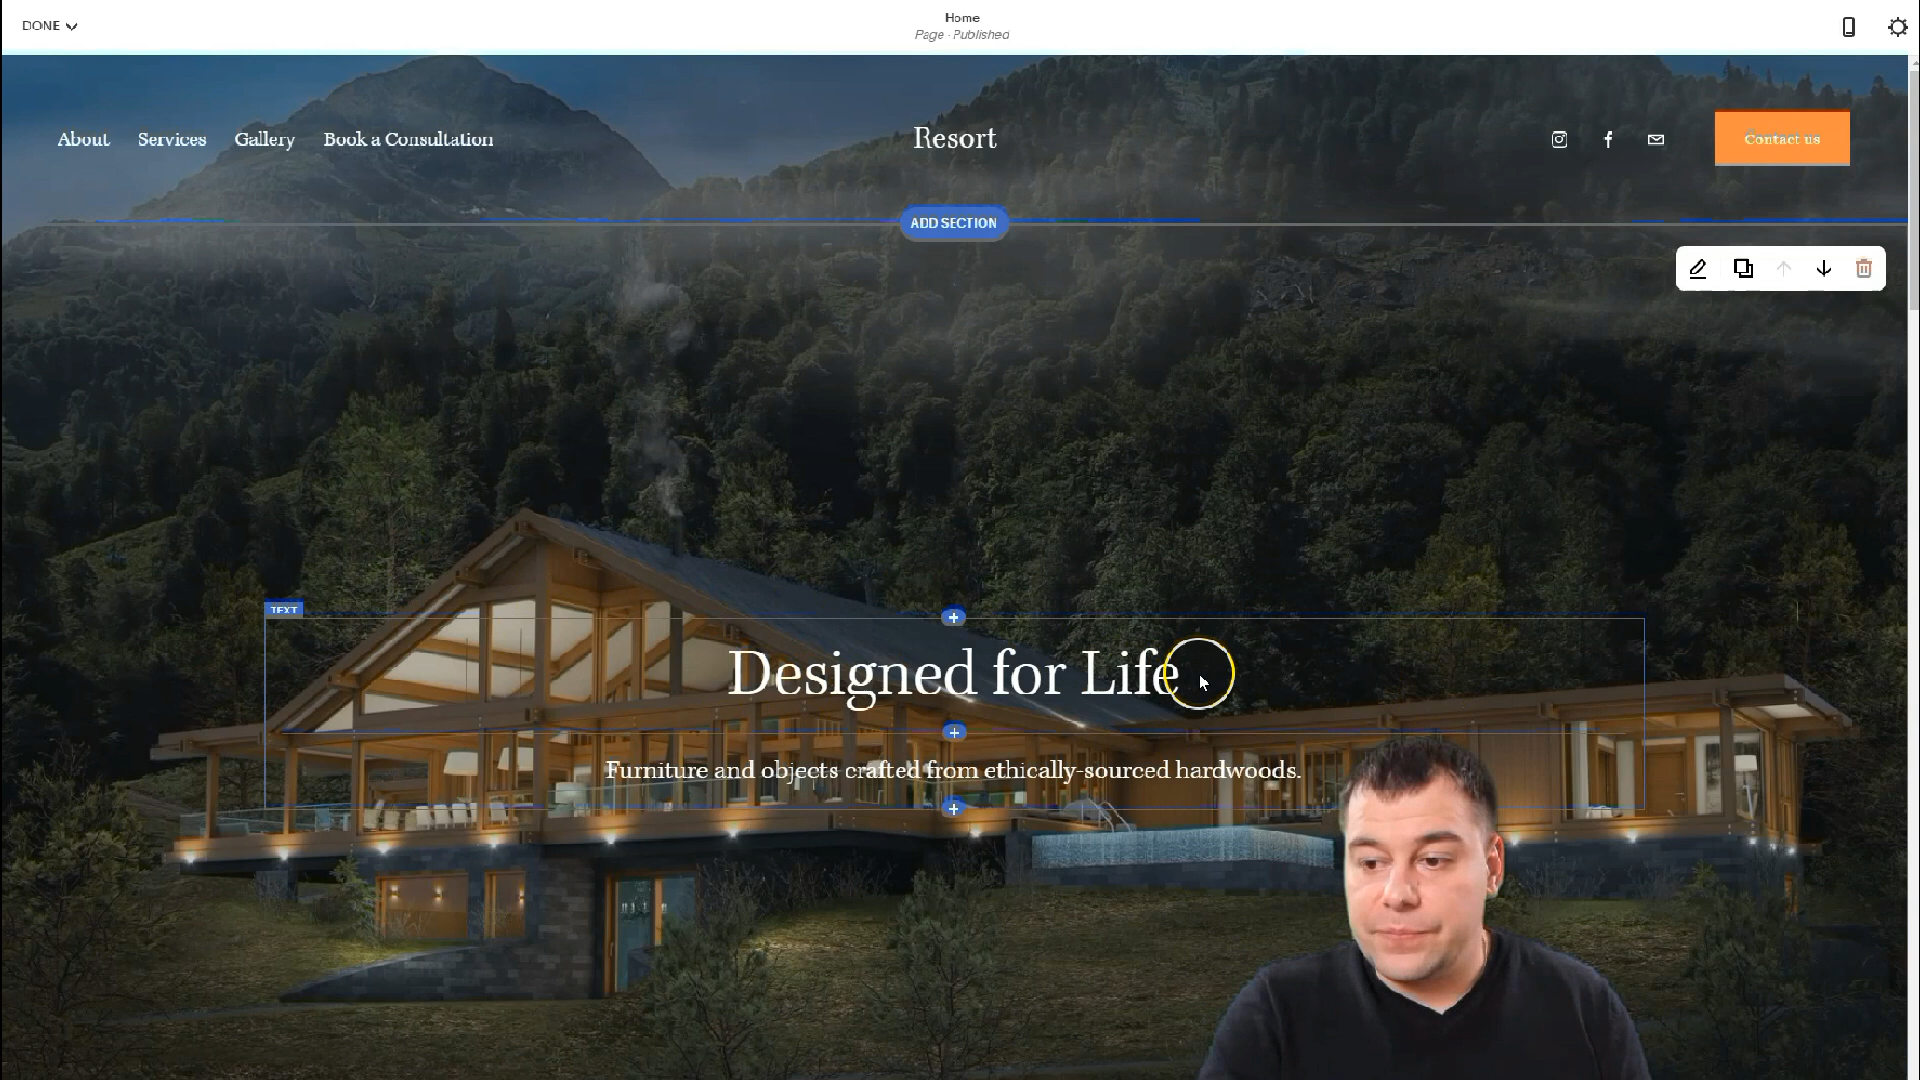 DONE
Home
Page · Published
About Services Gallery Book a Consultation
Resort
Contact us
ADD SECTION
TEXT
Designed for Life
Furniture and objects crafted from ethically-sourced hardwoods.